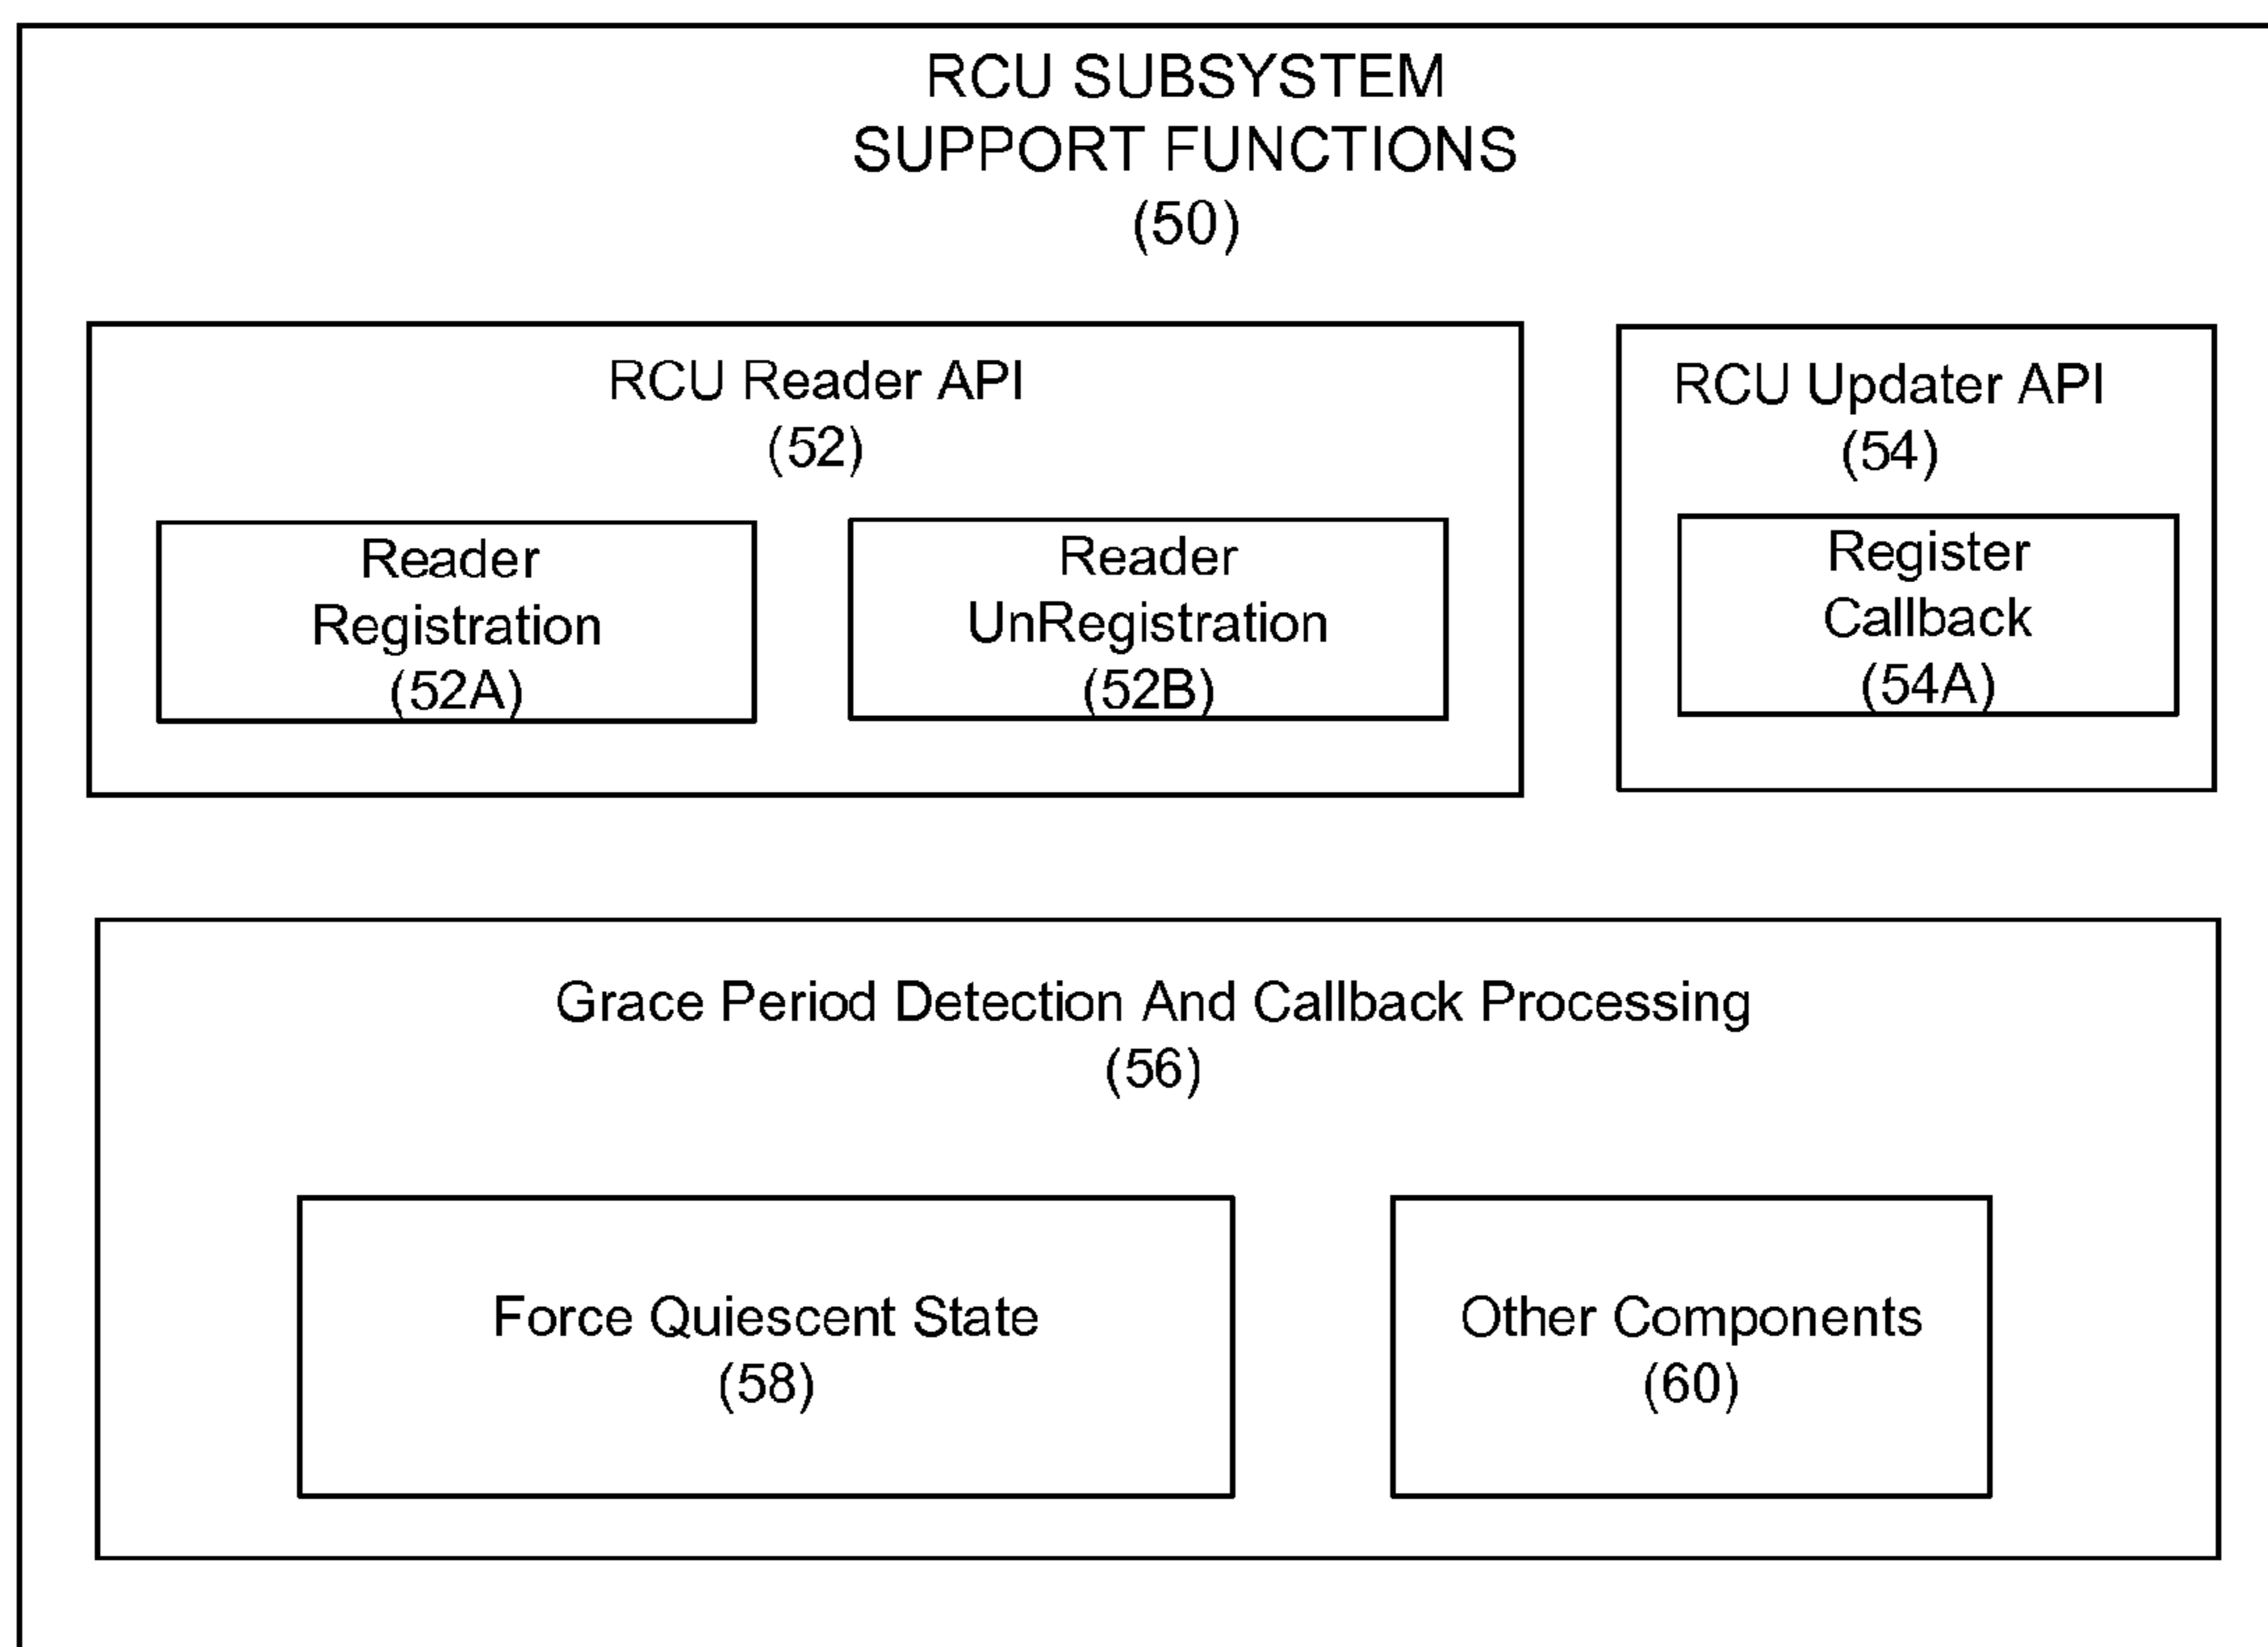 RCU SUBSYSTEM
SUPPORT FUNCTIONS
(50)
RCU Reader API
(52)
Reader
Registration
(52A)
Reader
UnRegistration
(52B)
RCU Updater API
(54)
Register
Callback
(54A)
Grace Period Detection And Callback Processing
(56)
Force Quiescent State
(58)
Other Components
(60)